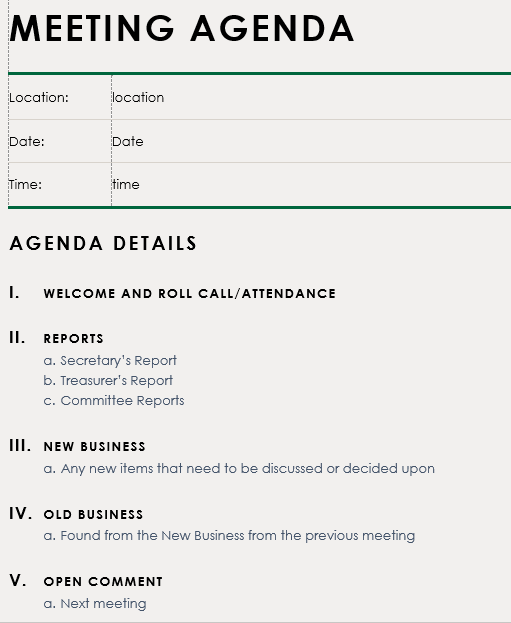 MEETING AGENDA
Location: location
Date: Date
Time: time
AGENDA DETAILS
I. WELCOME AND ROLL CALL/ATTENDANCE
II. REPORTS
a. Secretary’s Report
b. Treasurer’s Report
c. Committee Reports
III. NEW BUSINESS
a. Any new items that need to be discussed or decided upon
IV. OLD BUSINESS
a. Found from the New Business from the previous meeting
V. OPEN COMMENT
a. Next meeting